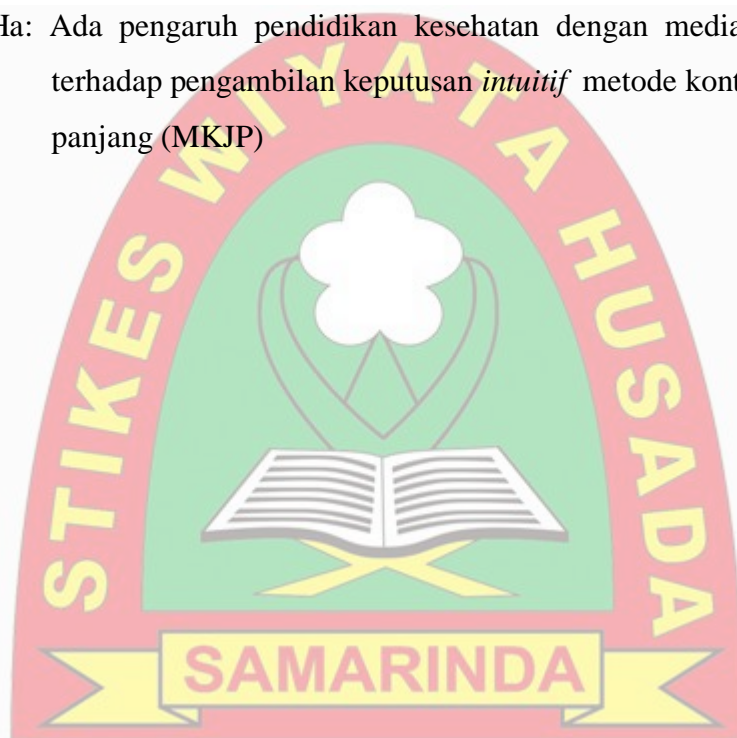 Ha: Ada pengaruh pendidikan kesehatan dengan media
terhadap pengambilan keputusan intuitif metode kont
panjang (MKJP)
STIKES WIYATA HUSADA
SAMARINDA